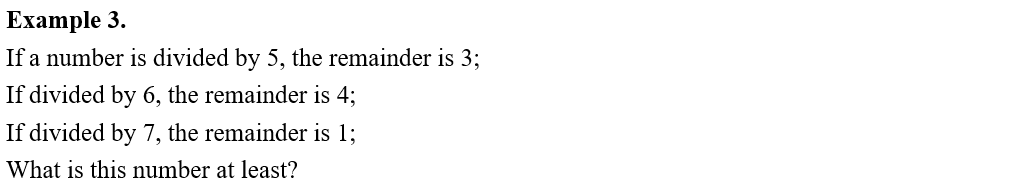 Example 3.
If a number is divided by 5, the remainder is 3;
If divided by 6, the remainder is 4;
If divided by 7, the remainder is 1;
What is this number at least?